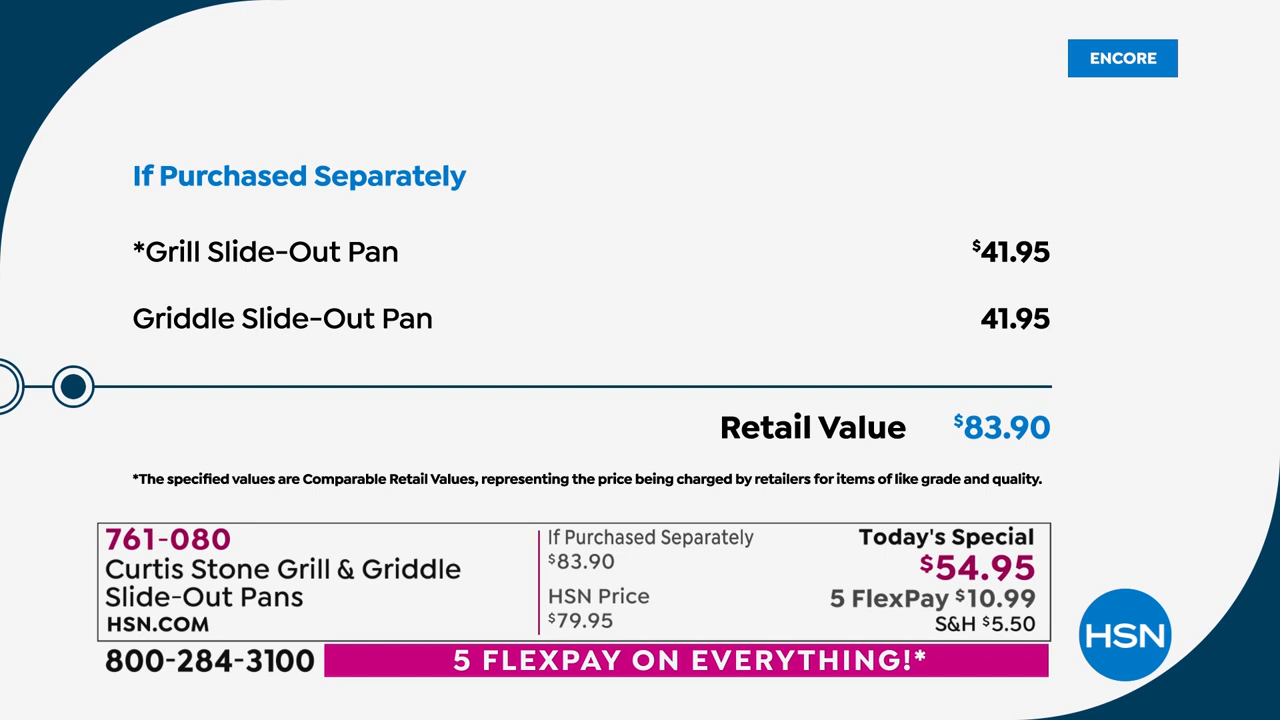 ENCORE
If Purchased Separately
*Grill Slide-Out Pan $41.95
Griddle Slide-Out Pan 41.95
Retail Value $83.90
*The specified values are Comparable Retail Values, representing the price being charged by retailers for items of like grade and quality.
761-080
Curtis Stone Grill & Griddle
Slide-Out Pans
HSN.COM
If Purchased Separately
$83.90
HSN Price
$79.95
Today's Special
$54.95
5 FlexPay $10.99
S&H $5.50
HSN
800-284-3100
5 FLEXPAY ON EVERYTHING!*